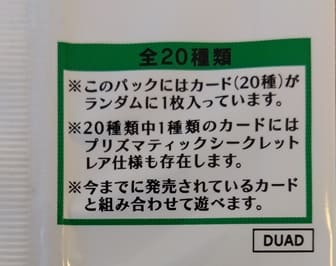 全20種類
※このパックにはカード(20種)が
ランダムに1枚入っています。
※20種類中1種類のカードには
プリズマティックシークレット
レア仕様も存在します。
※今までに発売されているカード
と組み合わせて遊べます。
DUAD